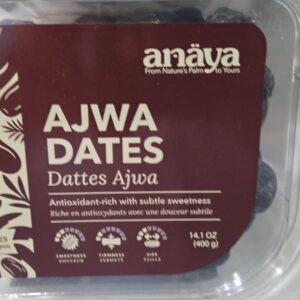 anäya
From Nature's Palm to Yours
AJWA
DATES
Dattes Ajwa
Antioxidant-rich with subtle sweetness
Riche en antioxydants avec une douceur subtile
SWEETNESS
DOUCEUR
FIRMNESS
FERMETÉ
SIZE
TAILLE
14.1 OZ
(400 g)